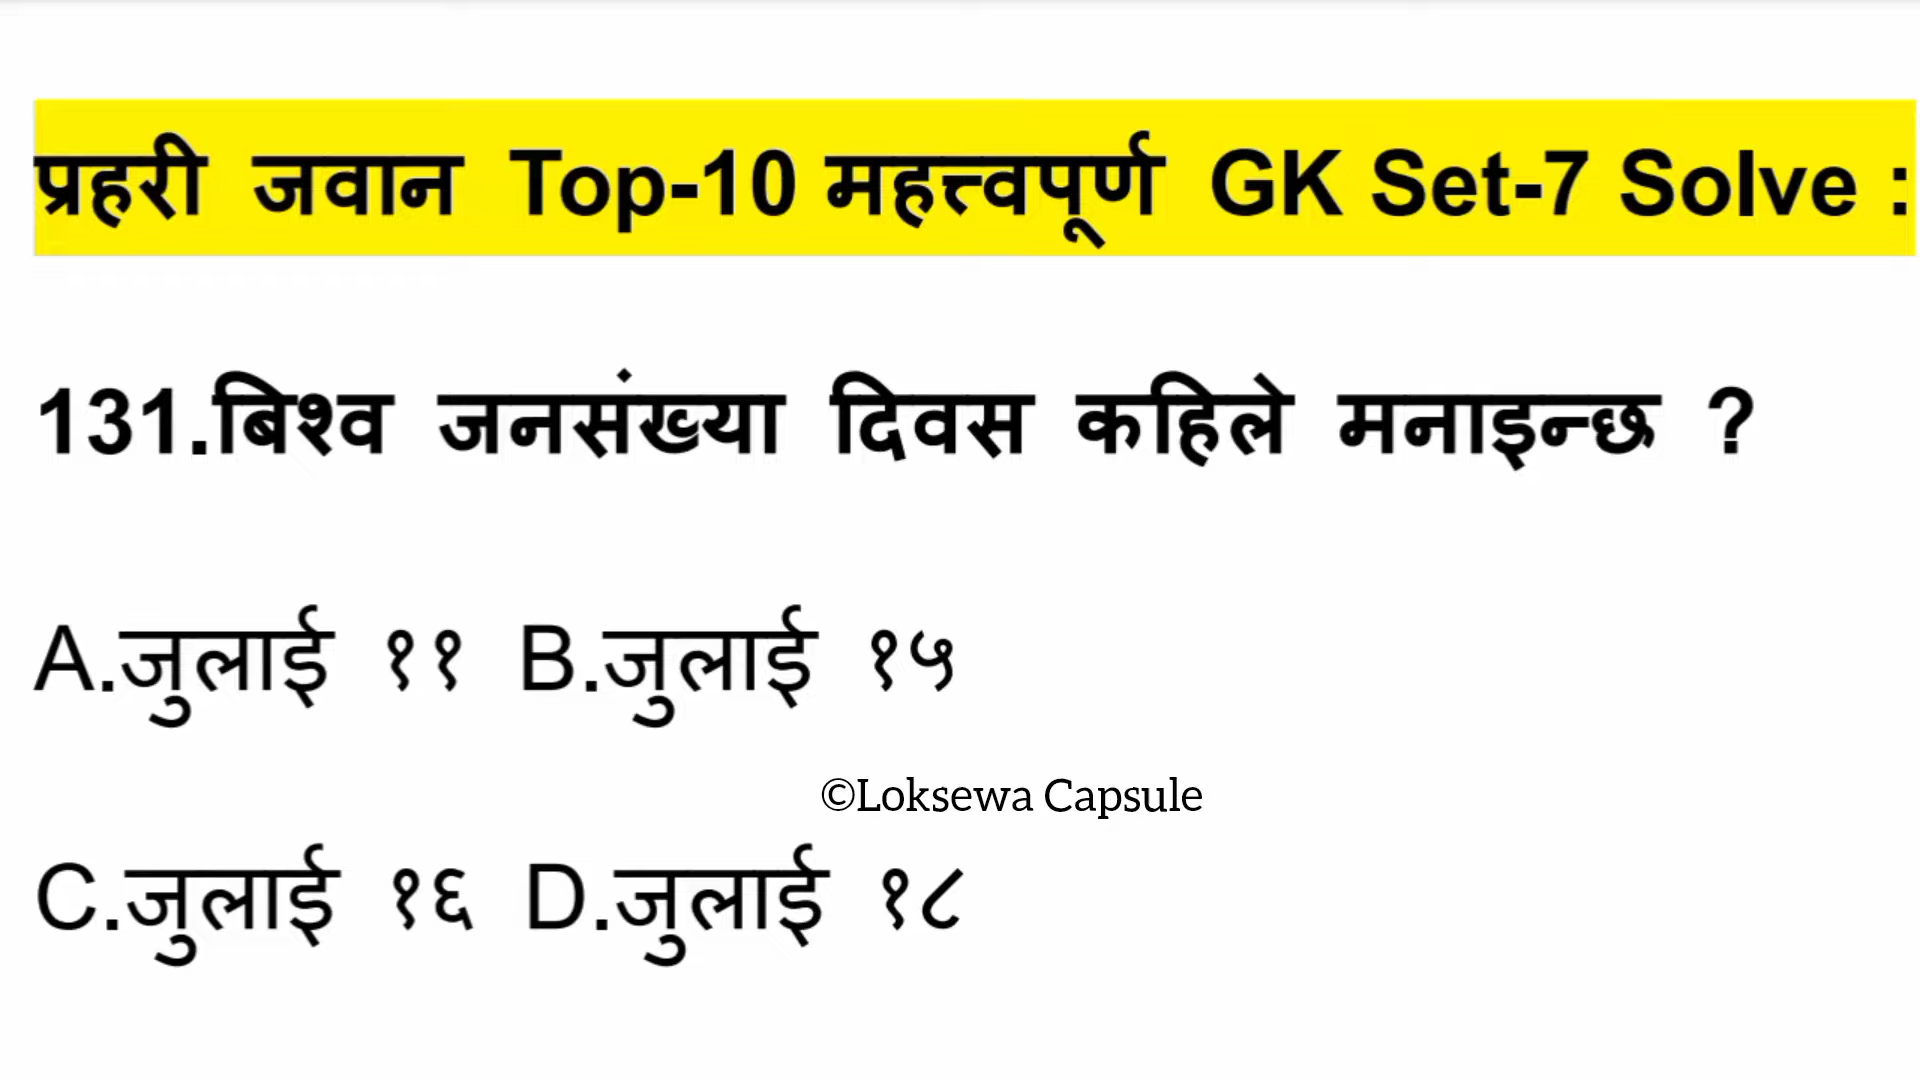 प्रहरी जवान Top-10 महत्त्वपूर्ण GK Set-7 Solve :
131.बिश्व जनसंख्या दिवस कहिले मनाइन्छ ?
A.जुलाई ११ B.जुलाई १५
©Loksewa Capsule
C.जुलाई १६ D.जुलाई १८